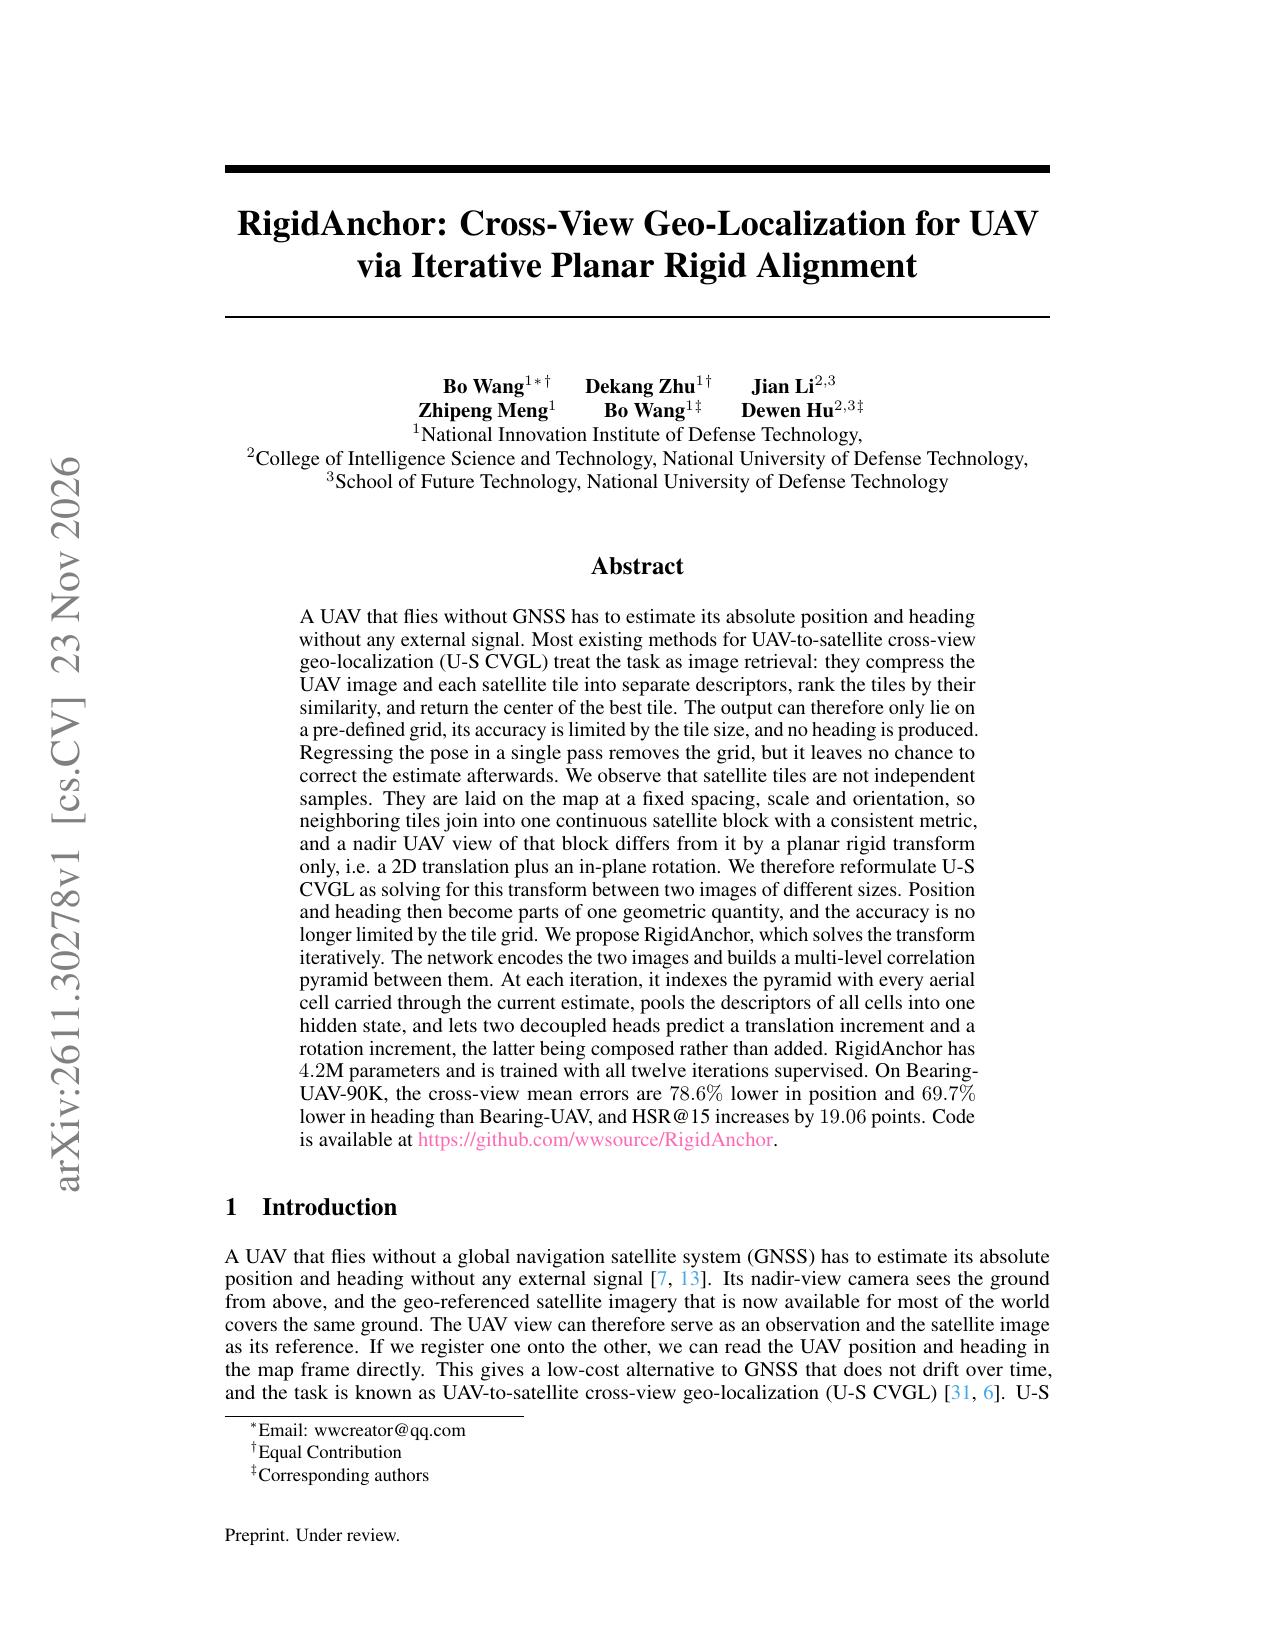 RigidAnchor: Cross-View Geo-Localization for UAV
via Iterative Planar Rigid Alignment
Bo Wang¹*† Dekang Zhu¹† Jian Li²,³
Zhipeng Meng¹ Bo Wang¹‡ Dewen Hu²,³‡
¹National Innovation Institute of Defense Technology,
²College of Intelligence Science and Technology, National University of Defense Technology,
³School of Future Technology, National University of Defense Technology
arXiv:2611.30278v1 [cs.CV] 23 Nov 2026
Abstract
A UAV that flies without GNSS has to estimate its absolute position and heading
without any external signal. Most existing methods for UAV-to-satellite cross-view
geo-localization (U-S CVGL) treat the task as image retrieval: they compress the
UAV image and each satellite tile into separate descriptors, rank the tiles by their
similarity, and return the center of the best tile. The output can therefore only lie on
a pre-defined grid, its accuracy is limited by the tile size, and no heading is produced.
Regressing the pose in a single pass removes the grid, but it leaves no chance to
correct the estimate afterwards. We observe that satellite tiles are not independent
samples. They are laid on the map at a fixed spacing, scale and orientation, so
neighboring tiles join into one continuous satellite block with a consistent metric,
and a nadir UAV view of that block differs from it by a planar rigid transform
only, i.e. a 2D translation plus an in-plane rotation. We therefore reformulate U-S
CVGL as solving for this transform between two images of different sizes. Position
and heading then become parts of one geometric quantity, and the accuracy is no
longer limited by the tile grid. We propose RigidAnchor, which solves the transform
iteratively. The network encodes the two images and builds a multi-level correlation
pyramid between them. At each iteration, it indexes the pyramid with every aerial
cell carried through the current estimate, pools the descriptors of all cells into one
hidden state, and lets two decoupled heads predict a translation increment and a
rotation increment, the latter being composed rather than added. RigidAnchor has
4.2M parameters and is trained with all twelve iterations supervised. On Bearing-
UAV-90K, the cross-view mean errors are 78.6% lower in position and 69.7%
lower in heading than Bearing-UAV, and HSR@15 increases by 19.06 points. Code
is available at https://github.com/wwsource/RigidAnchor.
1 Introduction
A UAV that flies without a global navigation satellite system (GNSS) has to estimate its absolute
position and heading without any external signal [7, 13]. Its nadir-view camera sees the ground
from above, and the geo-referenced satellite imagery that is now available for most of the world
covers the same ground. The UAV view can therefore serve as an observation and the satellite image
as its reference. If we register one onto the other, we can read the UAV position and heading in
the map frame directly. This gives a low-cost alternative to GNSS that does not drift over time,
and the task is known as UAV-to-satellite cross-view geo-localization (U-S CVGL) [31, 6]. U-S
*Email: wwcreator@qq.com
†Equal Contribution
‡Corresponding authors
Preprint. Under review.